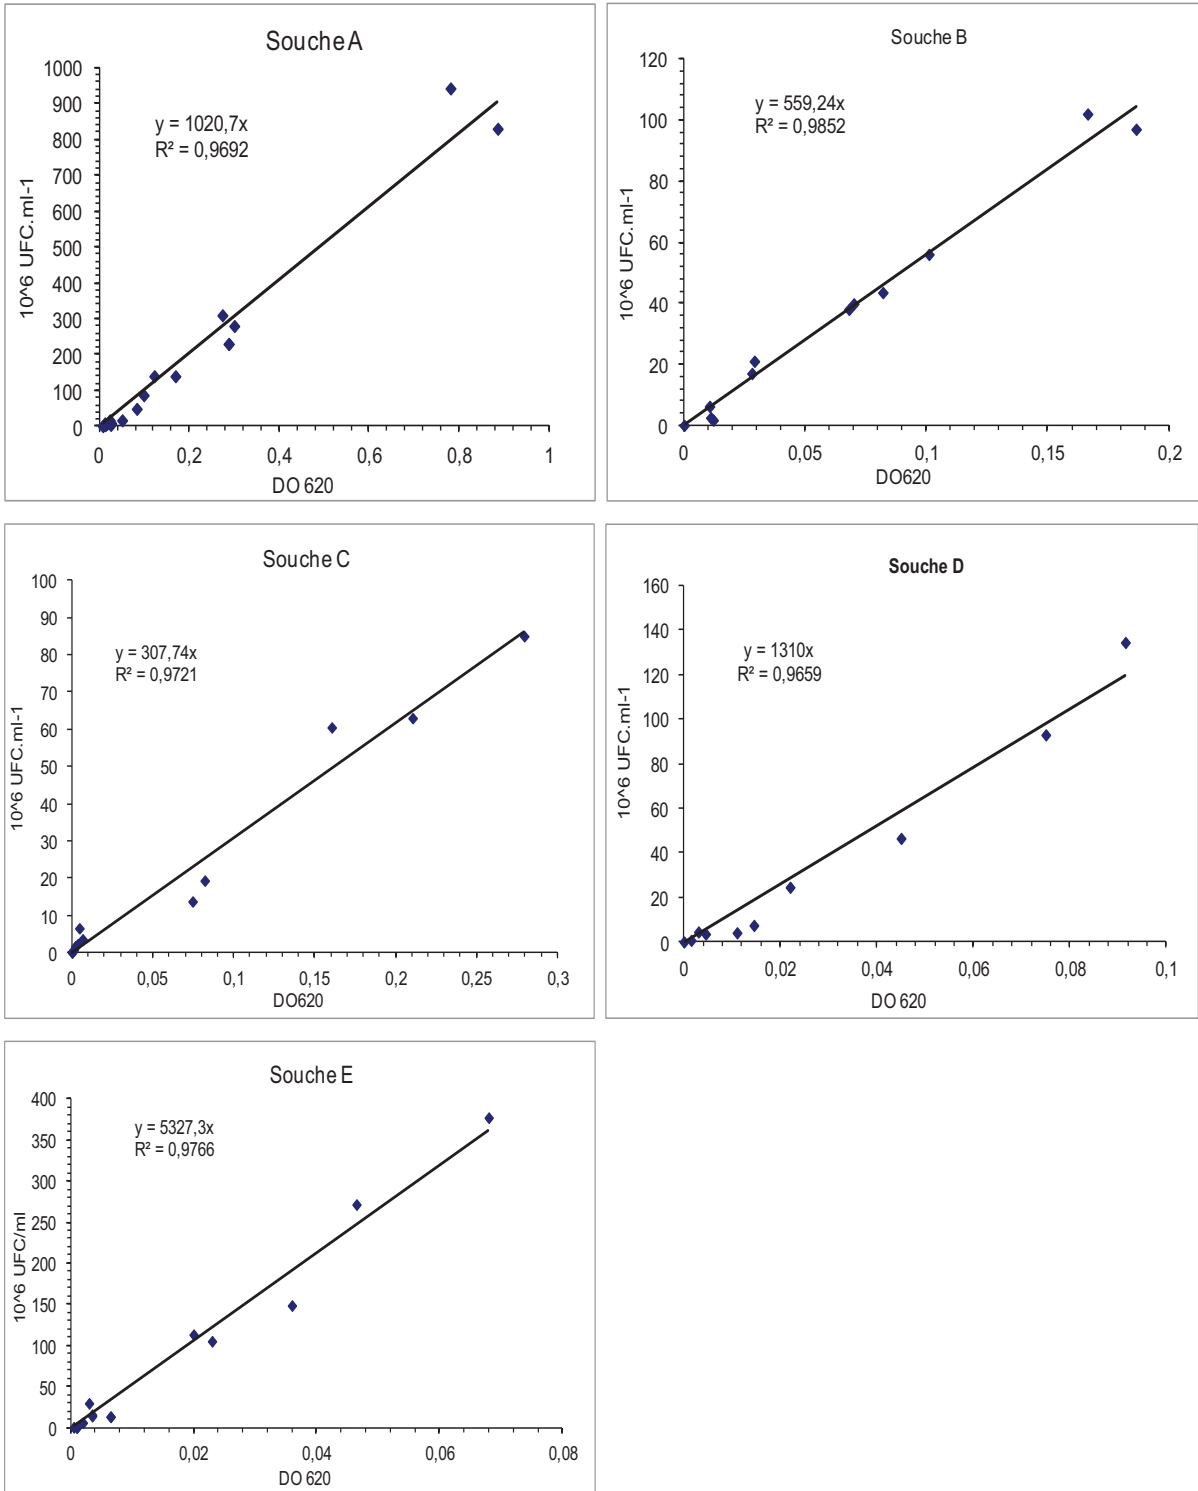 Souche A
y = 1020,7x
R² = 0,9692
1000
900
800
700
600
500
400
300
200
100
0
10^6 UFC.ml-1
0 0,2 0,4 0,6 0,8 1
DO 620
Souche B
y = 559,24x
R² = 0,9852
120
100
80
60
40
20
0
10^6 UFC.ml-1
0 0,05 0,1 0,15 0,2
DO620
Souche C
y = 307,74x
R² = 0,9721
100
90
80
70
60
50
40
30
20
10
0
10^6 UFC.ml-1
0 0,05 0,1 0,15 0,2 0,25 0,3
DO620
Souche D
y = 1310x
R² = 0,9659
160
140
120
100
80
60
40
20
0
10^6 UFC.ml-1
0 0,02 0,04 0,06 0,08 0,1
DO 620
Souche E
y = 5327,3x
R² = 0,9766
400
350
300
250
200
150
100
50
0
10^6 UFC/ml
0 0,02 0,04 0,06 0,08
DO 620